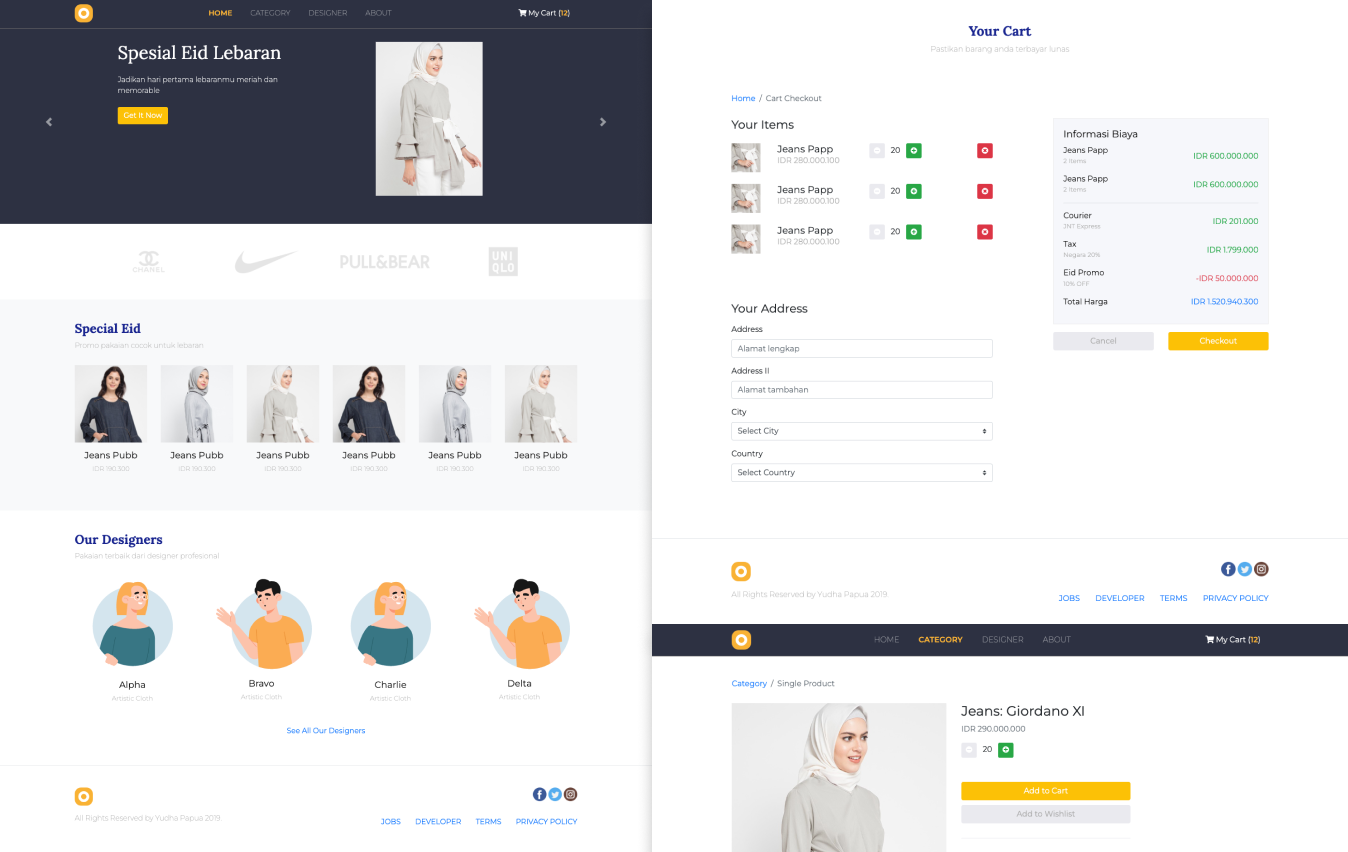 HOME CATEGORY DESIGNER ABOUT My Cart (12)
Spesial Eid Lebaran
Jadikan hari pertama lebaranmu meriah dan
memorable
Get It Now
CHANEL PULL&BEAR UNI
QLO
Special Eid
Promo pakaian cocok untuk lebaran
Jeans Pubb Jeans Pubb Jeans Pubb Jeans Pubb Jeans Pubb Jeans Pubb
IDR 190.300 IDR 190.300 IDR 190.300 IDR 190.300 IDR 190.300 IDR 190.300
Our Designers
Pakaian terbaik dari designer profesional
Alpha Bravo Charlie Delta
Artistic Cloth Artistic Cloth Artistic Cloth Artistic Cloth
See All Our Designers
All Rights Reserved by Yudha Papua 2019
JOBS DEVELOPER TERMS PRIVACY POLICY
Your Cart
Pastikan barang anda terbayar lunas
Home / Cart Checkout
Your Items
Jeans Papp 20
IDR 280.000.100
Jeans Papp 20
IDR 280.000.100
Jeans Papp 20
IDR 280.000.100
Your Address
Address
Alamat lengkap
Address II
Alamat tambahan
City
Select City
Country
Select Country
Informasi Biaya
Jeans Papp IDR 600.000.000
2 Items
Jeans Papp IDR 600.000.000
2 Items
Courier IDR 201.000
JNT Express
Tax IDR 1.799.000
Negara 20%
Eid Promo -IDR 50.000.000
10% OFF
Total Harga IDR 1.520.940.300
Cancel Checkout
All Rights Reserved by Yudha Papua 2019
JOBS DEVELOPER TERMS PRIVACY POLICY
HOME CATEGORY DESIGNER ABOUT My Cart (12)
Category / Single Product
Jeans: Giordano XI
IDR 290.000.000
20
Add to Cart
Add to Wishlist